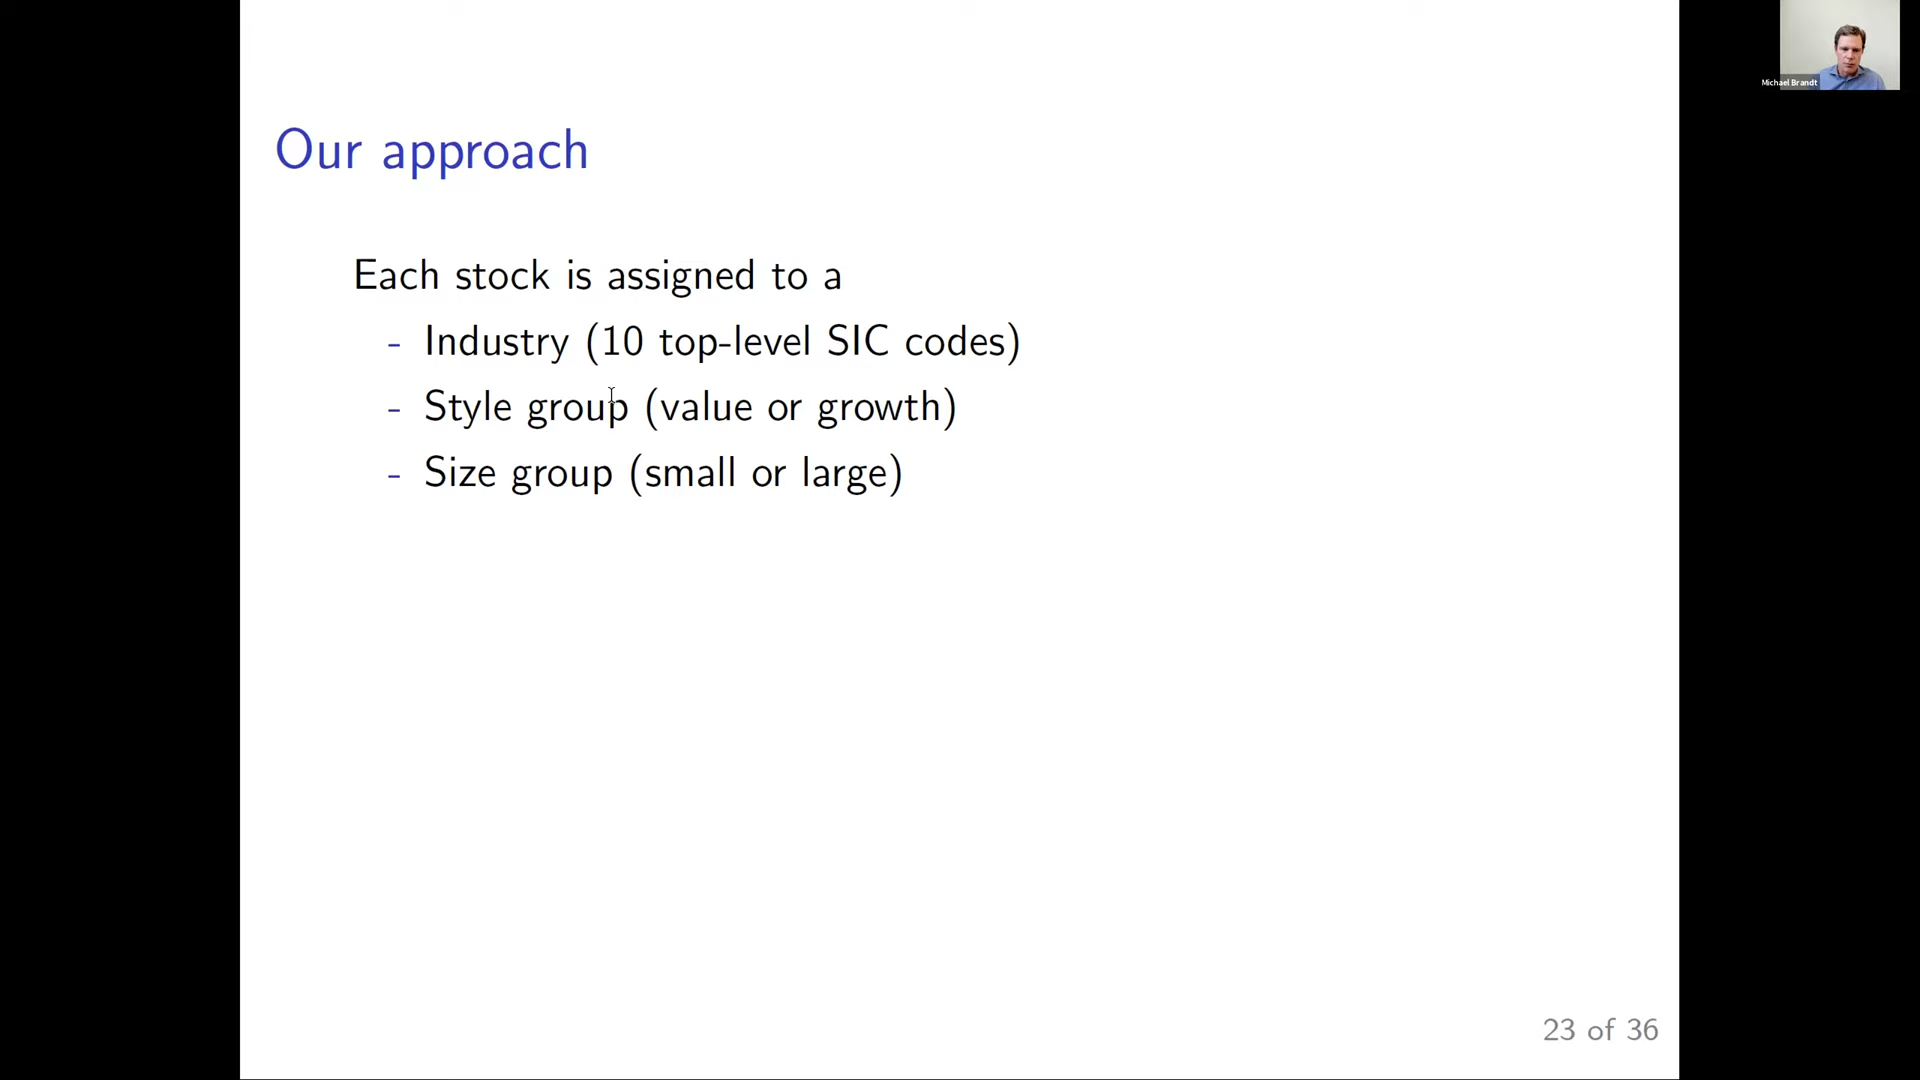 Michael Brandt
Our approach
Each stock is assigned to a
- Industry (10 top-level SIC codes)
- Style group (value or growth)
- Size group (small or large)
23 of 36